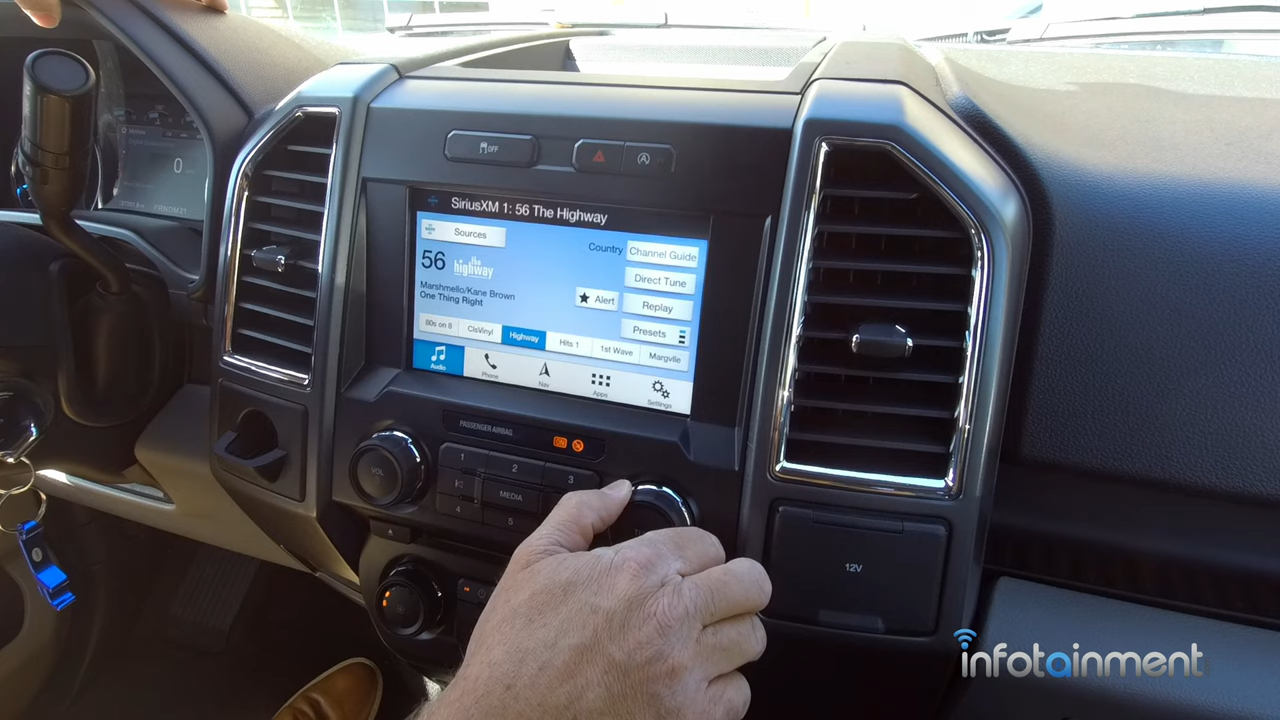 OFF
SiriusXM 1: 56 The Highway
Sources
Country
Channel Guide
56
the
highway
Direct Tune
Marshmello/Kane Brown
One Thing Right
Alert
Replay
Presets
80s on 8
ClsVinyl
Highway
Hits 1
1st Wave
Margvlle
Audio
Phone
Nav
Apps
Settings
0
PASSENGER AIRBAG
VOL
1
2
3
MEDIA
4
5
12V
infotainment